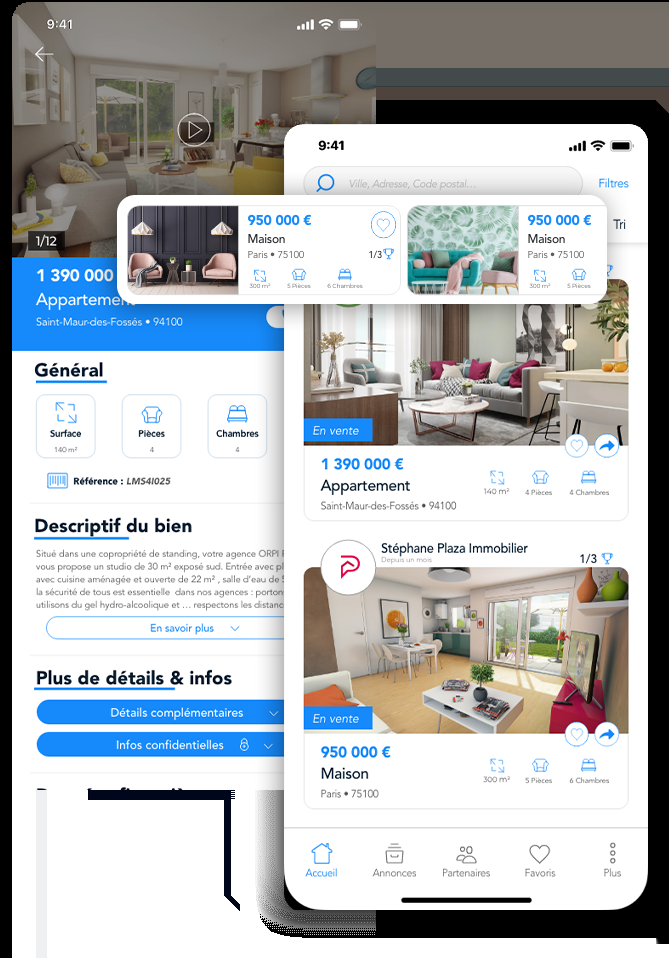 9:41
1/12
1 390 000
Appartement
Saint-Maur-des-Fossés • 94100
Général
Surface
140 m²
Pièces
4
Chambres
4
Référence : LMS4I025
Descriptif du bien
Situé dans une copropriété de standing, votre agence ORPI
vous propose un studio de 30 m² exposé sud. Entrée avec
avec cuisine aménagée et ouverte de 22 m² , salle d'eau de
la sécurité de tous est essentielle dans nos agences :
utilisons du gel hydro-alcoolique et … respectons les
En savoir plus
Plus de détails & infos
Détails complémentaires
Infos confidentielles
9:41
Ville, Adresse, Code postal…
Filtres
Tri
950 000 €
Maison
Paris • 75100
1/3
300 m²
5 Pièces
6 Chambres
950 000 €
Maison
Paris • 75100
300 m²
5 Pièces
6 Chambres
En vente
1 390 000 €
Appartement
Saint-Maur-des-Fossés • 94100
140 m²
4 Pièces
4 Chambres
Stéphane Plaza Immobilier
Depuis un mois
1/3
En vente
950 000 €
Maison
Paris • 75100
300 m²
5 Pièces
6 Chambres
Accueil
Annonces
Partenaires
Favoris
Plus